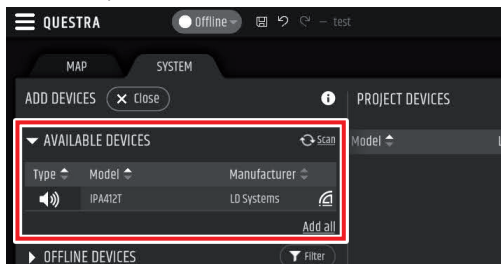 QUESTRA Offline – test
MAP SYSTEM
ADD DEVICES Close PROJECT DEVICES
AVAILABLE DEVICES Scan Model
Type Model Manufacturer
IPA412T LD Systems
Add all
OFFLINE DEVICES Filter